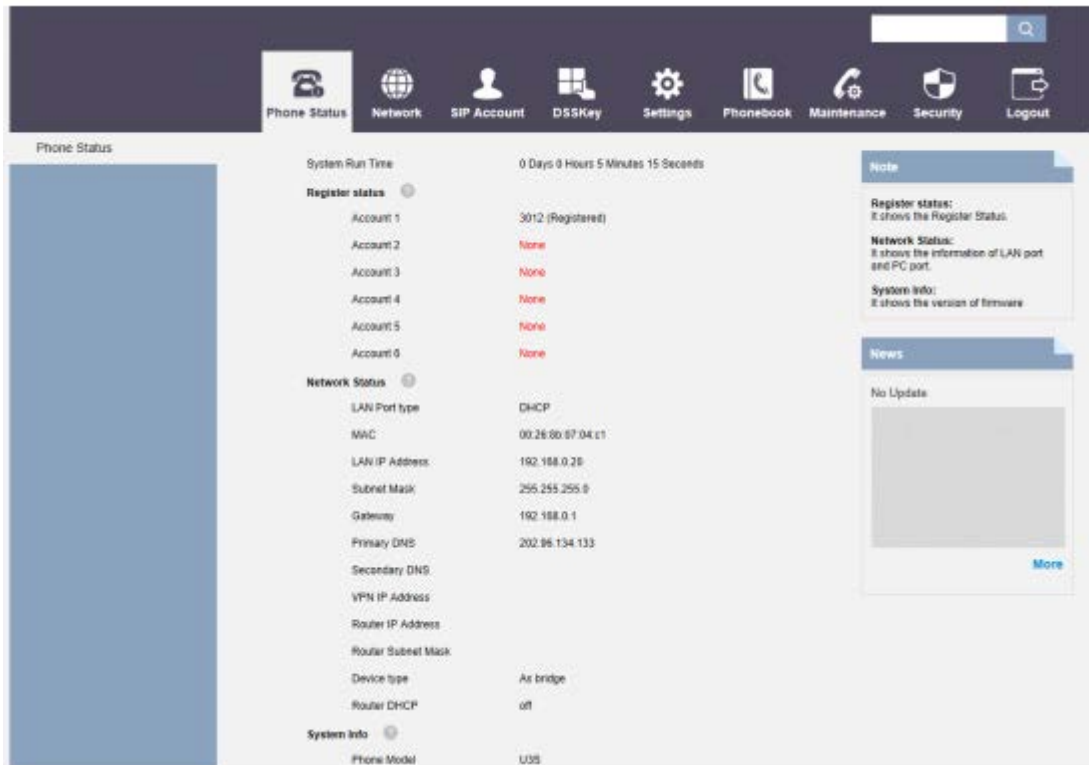 Phone Status Network SIP Account DSSKey Settings Phonebook Maintenance Security Logout
Phone Status
System Run Time 0 Days 0 Hours 5 Minutes 15 Seconds
Register status
Account 1 3012 (Registered)
Account 2 None
Account 3 None
Account 4 None
Account 5 None
Account 6 None
Network Status
LAN Port type DHCP
MAC 00:26:8b:07:04:c1
LAN IP Address 192.168.0.20
Subnet Mask 255.255.255.0
Gateway 192.168.0.1
Primary DNS 202.96.134.133
Secondary DNS
VPN IP Address
Router IP Address
Router Subnet Mask
Device type As bridge
Router DHCP off
System Info
Phone Model U3S
Note
Register status:
It shows the Register Status.
Network Status:
It shows the information of LAN port
and PC port.
System Info:
It shows the version of firmware
News
No Update
More